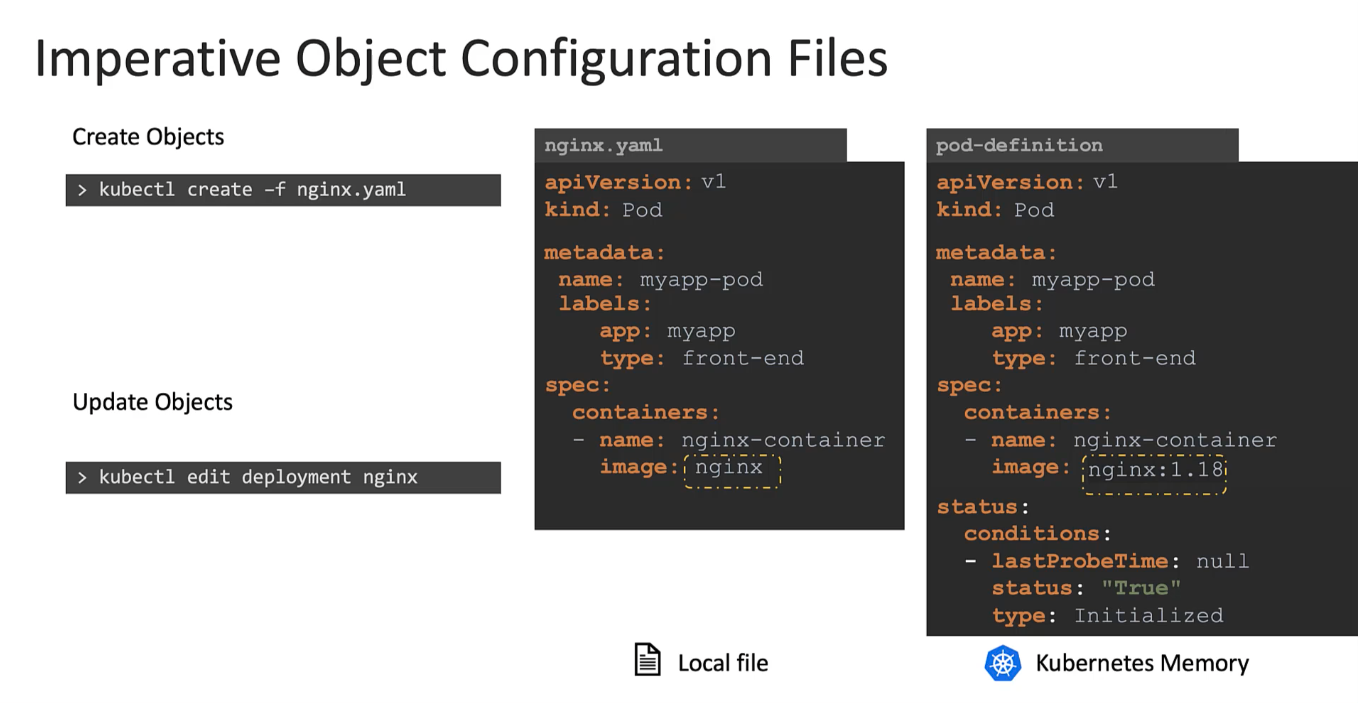 Imperative Object Configuration Files
Create Objects
> kubectl create –f nginx.yaml
Update Objects
> kubectl edit deployment nginx
nginx.yaml
apiVersion: v1
kind: Pod
metadata:
name: myapp-pod
labels:
app: myapp
type: front-end
spec:
containers:
- name: nginx-container
image: nginx
Local file
pod-definition
apiVersion: v1
kind: Pod
metadata:
name: myapp-pod
labels:
app: myapp
type: front-end
spec:
containers:
- name: nginx-container
image: nginx:1.18
status:
conditions:
- lastProbeTime: null
status: "True"
type: Initialized
Kubernetes Memory